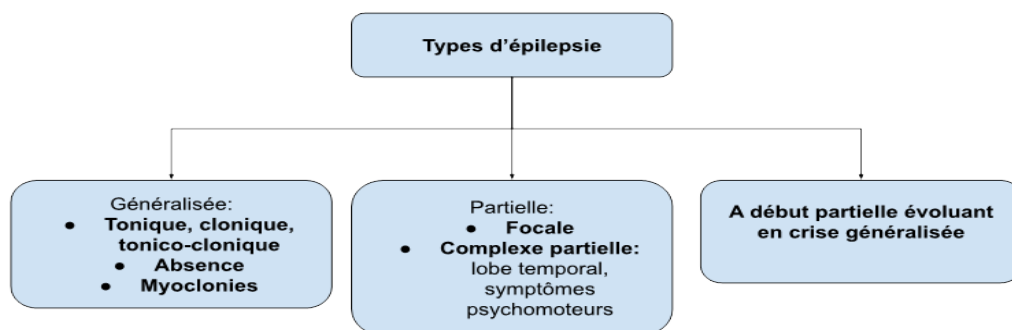 Types d'épilepsie
Généralisée:
● Tonique, clonique,
tonico-clonique
● Absence
● Myoclonies
Partielle:
● Focale
● Complexe partielle:
lobe temporal,
symptômes
psychomoteurs
A début partielle évoluant
en crise généralisée